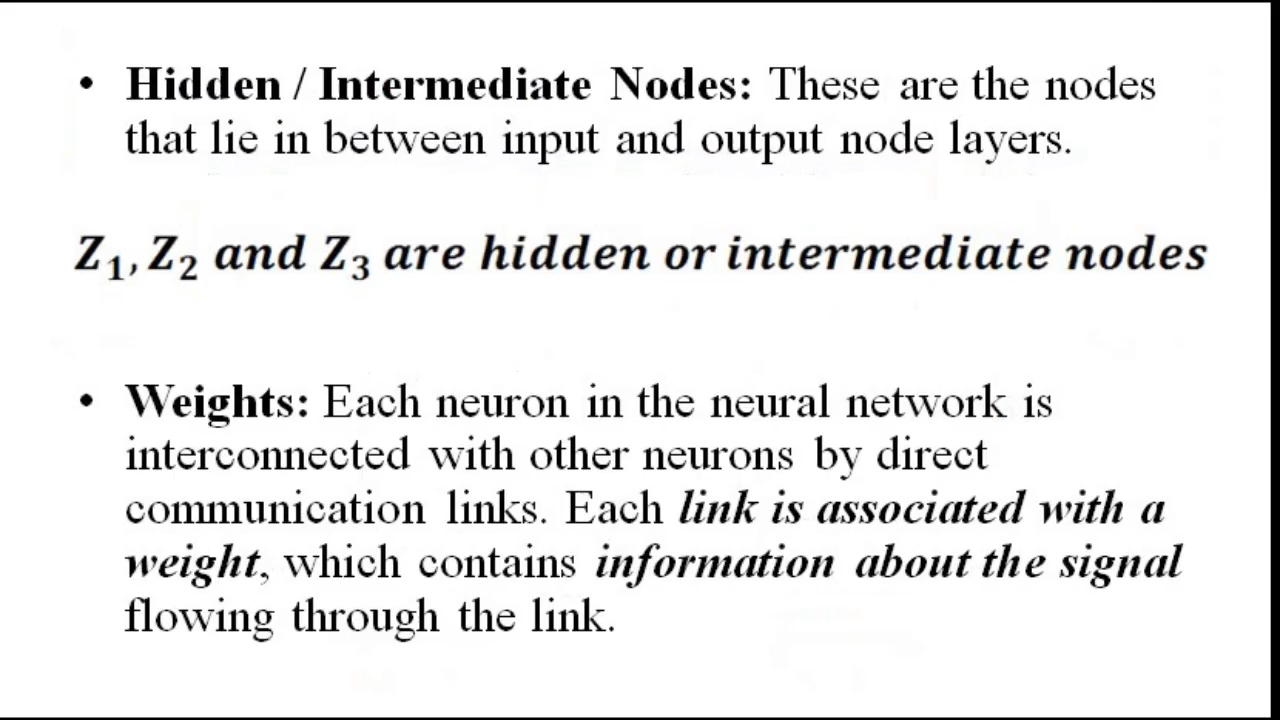 • Hidden / Intermediate Nodes: These are the nodes
that lie in between input and output node layers.
Z₁, Z₂ and Z₃ are hidden or intermediate nodes
• Weights: Each neuron in the neural network is
interconnected with other neurons by direct
communication links. Each link is associated with a
weight, which contains information about the signal
flowing through the link.